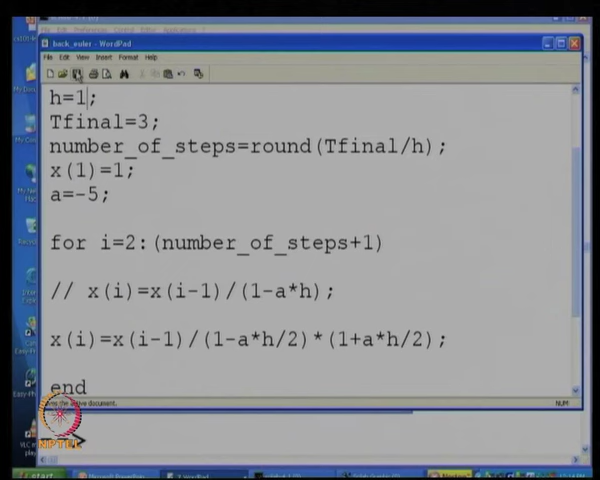 back_euler - WordPad
File Edit View Insert Format Help
h=1;
Tfinal=3;
number_of_steps=round(Tfinal/h);
x(1)=1;
a=-5;
for i=2:(number_of_steps+1)
// x(i)=x(i-1)/(1-a*h);
x(i)=x(i-1)/(1-a*h/2)*(1+a*h/2);
end
NUM
NPTEL
start